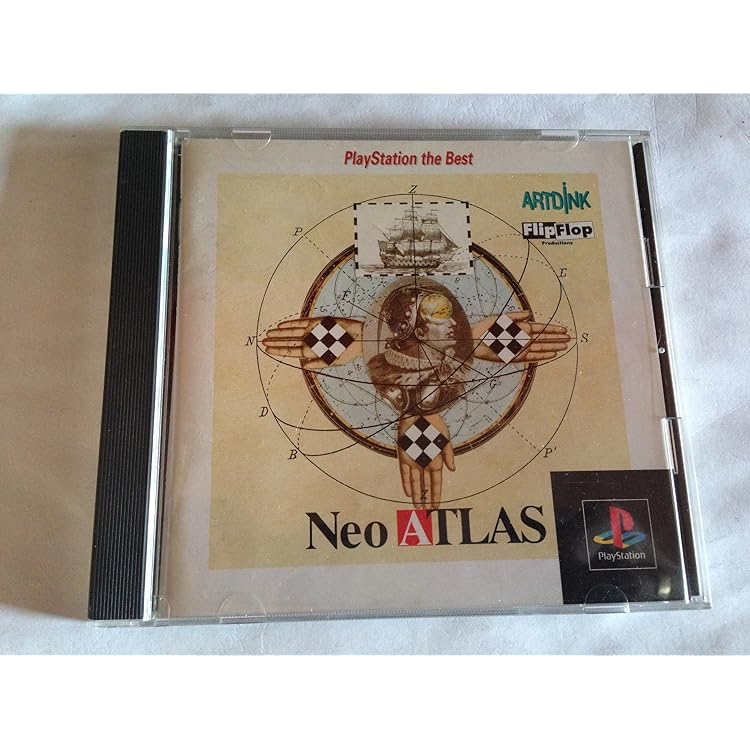 PlayStation the Best
ARTDINK
FlipFlop
Productions
Z
P
E
F
N
S
G
D
B
P'
Z
Neo ATLAS
PlayStation